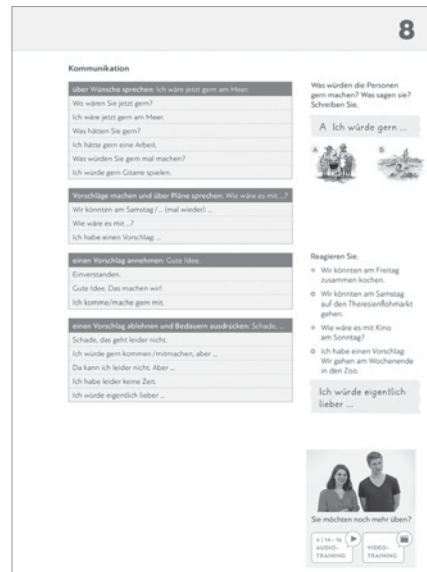 8
Kommunikation
über Wünsche sprechen: Ich wäre jetzt gern am Meer.
Wo wären Sie jetzt gern?
Ich wäre jetzt gern am Meer.
Was hätten Sie gern?
Ich hätte gern eine Arbeit.
Was würden Sie gern mal machen?
Ich würde gern Gitarre spielen.
Vorschläge machen und über Pläne sprechen: Wie wäre es mit ...?
Wir könnten am Samstag/... (mal wieder) ...
Wie wäre es mit ...?
Ich habe einen Vorschlag: ...
einen Vorschlag annehmen: Gute Idee.
Einverstanden.
Gute Idee. Das machen wir!
Ich komme/mache gern mit.
einen Vorschlag ablehnen und Bedauern ausdrücken: Schade, ...
Schade, das geht leider nicht.
Ich würde gern kommen/mitmachen, aber ...
Da kann ich leider nicht. Aber ...
Ich habe leider keine Zeit.
Ich würde eigentlich lieber ...
Was würden die Personen
gern machen? Was sagen sie?
Schreiben Sie.
A Ich würde gern ...
A
B
Reagieren Sie.
Wir könnten am Freitag
zusammen kochen.
Wir könnten am Samstag
auf den Theresienflohmarkt
gehen.
Wie wäre es mit Kino
am Sonntag?
Ich habe einen Vorschlag:
Wir gehen am Wochenende
in den Zoo.
Ich würde eigentlich
lieber ...
Sie möchten noch mehr üben?
4 | 14–16
AUDIO-
TRAINING
VIDEO-
TRAINING